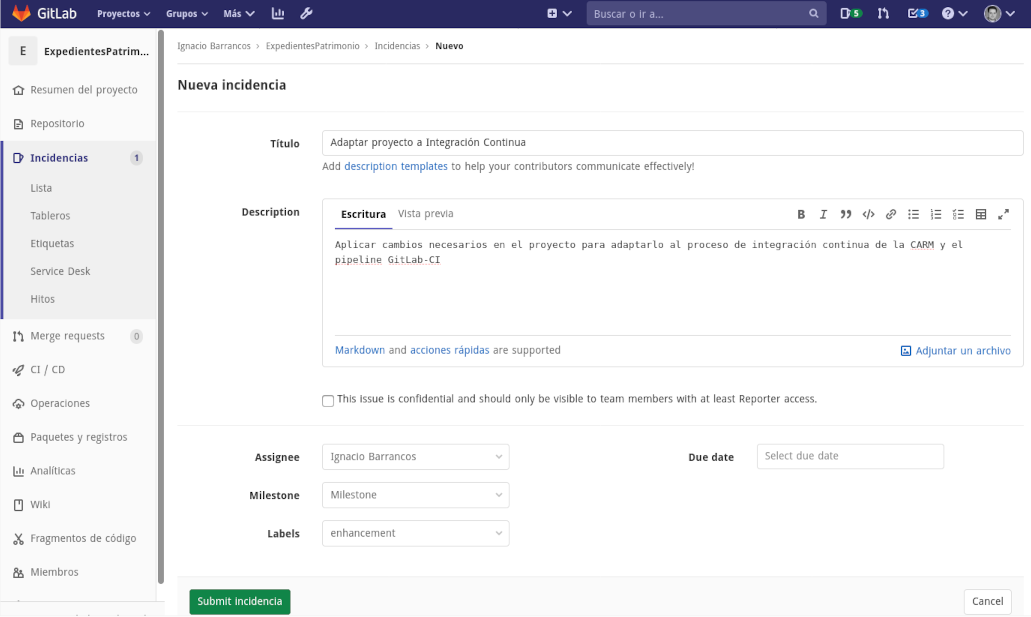 GitLab Proyectos Grupos Más Buscar o ir a... 5 3
E ExpedientesPatrim...
Resumen del proyecto
Repositorio
Incidencias 1
Lista
Tableros
Etiquetas
Service Desk
Hitos
Merge requests 0
CI / CD
Operaciones
Paquetes y registros
Analíticas
Wiki
Fragmentos de código
Miembros
Ignacio Barrancos › ExpedientesPatrimonio › Incidencias › Nuevo
Nueva incidencia
Título Adaptar proyecto a Integración Continua
Add description templates to help your contributors communicate effectively!
Description Escritura Vista previa
Aplicar cambios necesarios en el proyecto para adaptarlo al proceso de integración continua de la CARM y el
pipeline GitLab-CI
Markdown and acciones rápidas are supported Adjuntar un archivo
This issue is confidential and should only be visible to team members with at least Reporter access.
Assignee Ignacio Barrancos Due date Select due date
Milestone Milestone
Labels enhancement
Submit incidencia Cancel